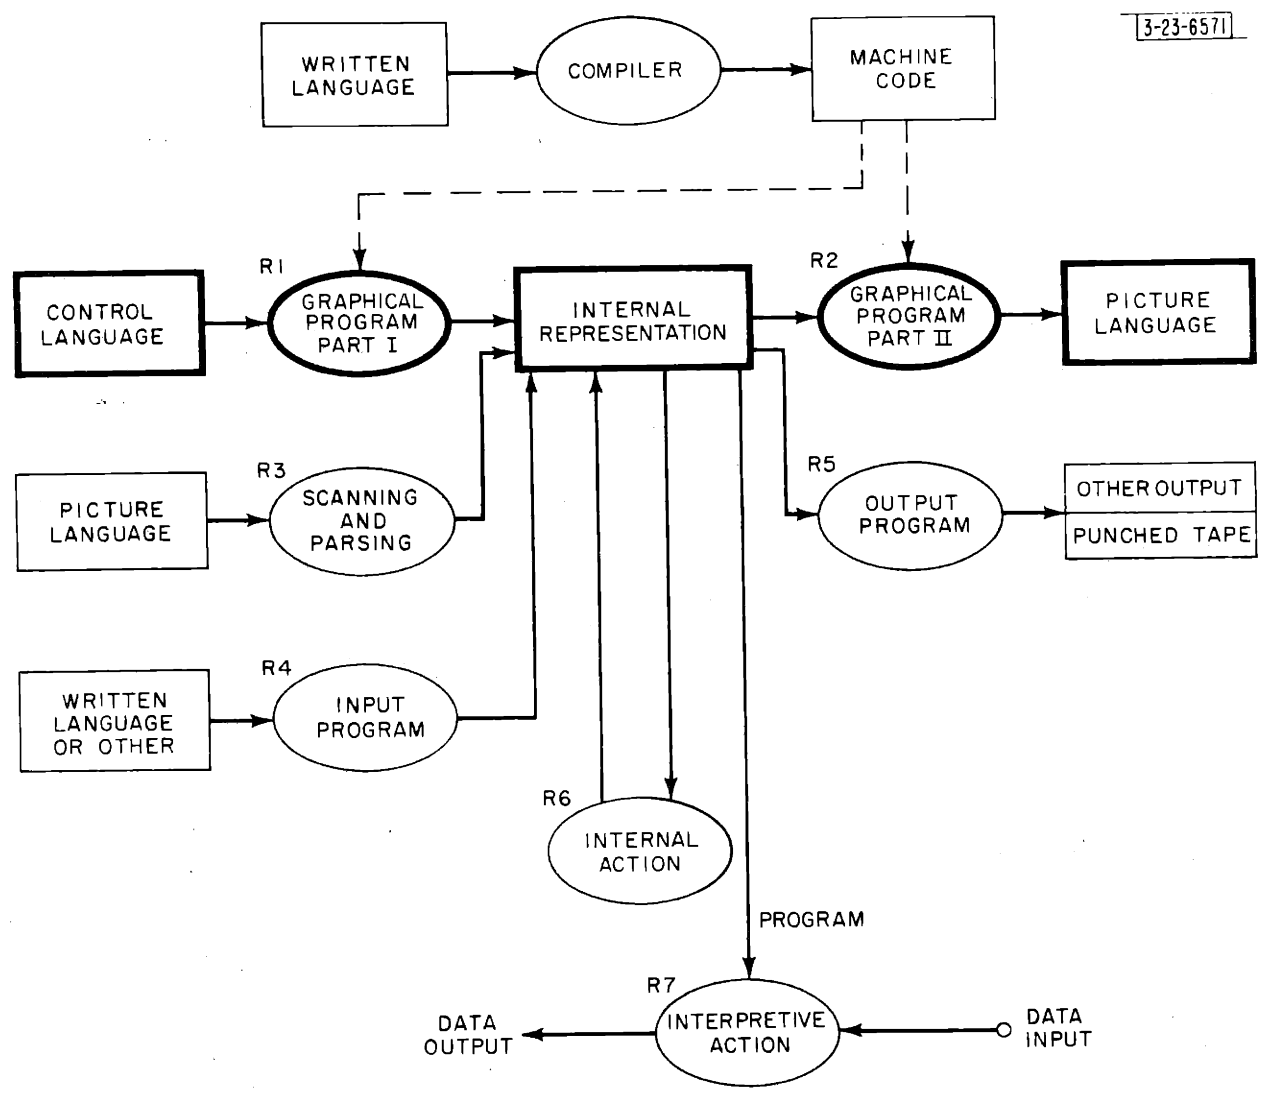 3-23-6571
WRITTEN
LANGUAGE
COMPILER
MACHINE
CODE
R1
R2
CONTROL
LANGUAGE
GRAPHICAL
PROGRAM
PART I
INTERNAL
REPRESENTATION
GRAPHICAL
PROGRAM
PART II
PICTURE
LANGUAGE
R3
R5
PICTURE
LANGUAGE
SCANNING
AND
PARSING
OUTPUT
PROGRAM
OTHER OUTPUT
PUNCHED TAPE
R4
WRITTEN
LANGUAGE
OR OTHER
INPUT
PROGRAM
R6
INTERNAL
ACTION
PROGRAM
R7
DATA
OUTPUT
INTERPRETIVE
ACTION
DATA
INPUT